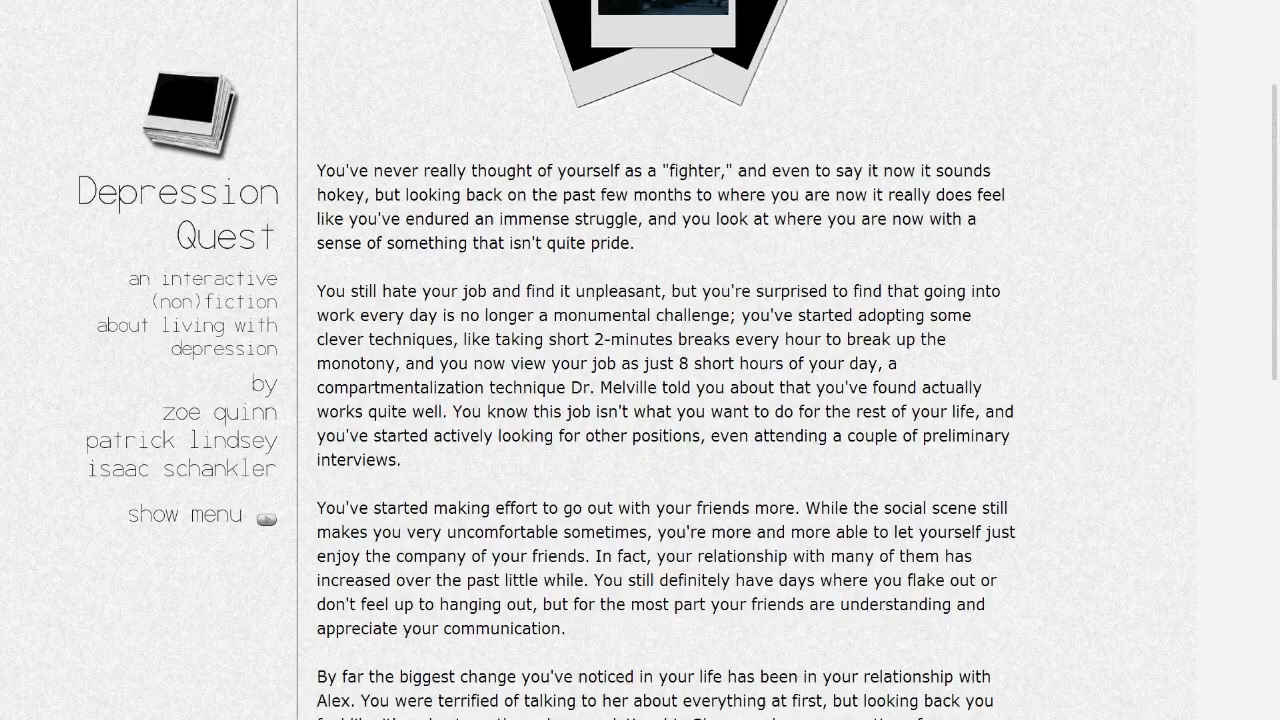 Depression
Quest
an interactive
(non)fiction
about living with
depression
by
zoe quinn
patrick lindsey
isaac schankler
show menu
You've never really thought of yourself as a "fighter," and even to say it now it sounds
hokey, but looking back on the past few months to where you are now it really does feel
like you've endured an immense struggle, and you look at where you are now with a
sense of something that isn't quite pride.
You still hate your job and find it unpleasant, but you're surprised to find that going into
work every day is no longer a monumental challenge; you've started adopting some
clever techniques, like taking short 2-minutes breaks every hour to break up the
monotony, and you now view your job as just 8 short hours of your day, a
compartmentalization technique Dr. Melville told you about that you've found actually
works quite well. You know this job isn't what you want to do for the rest of your life, and
you've started actively looking for other positions, even attending a couple of preliminary
interviews.
You've started making effort to go out with your friends more. While the social scene still
makes you very uncomfortable sometimes, you're more and more able to let yourself just
enjoy the company of your friends. In fact, your relationship with many of them has
increased over the past little while. You still definitely have days where you flake out or
don't feel up to hanging out, but for the most part your friends are understanding and
appreciate your communication.
By far the biggest change you've noticed in your life has been in your relationship with
Alex. You were terrified of talking to her about everything at first, but looking back you